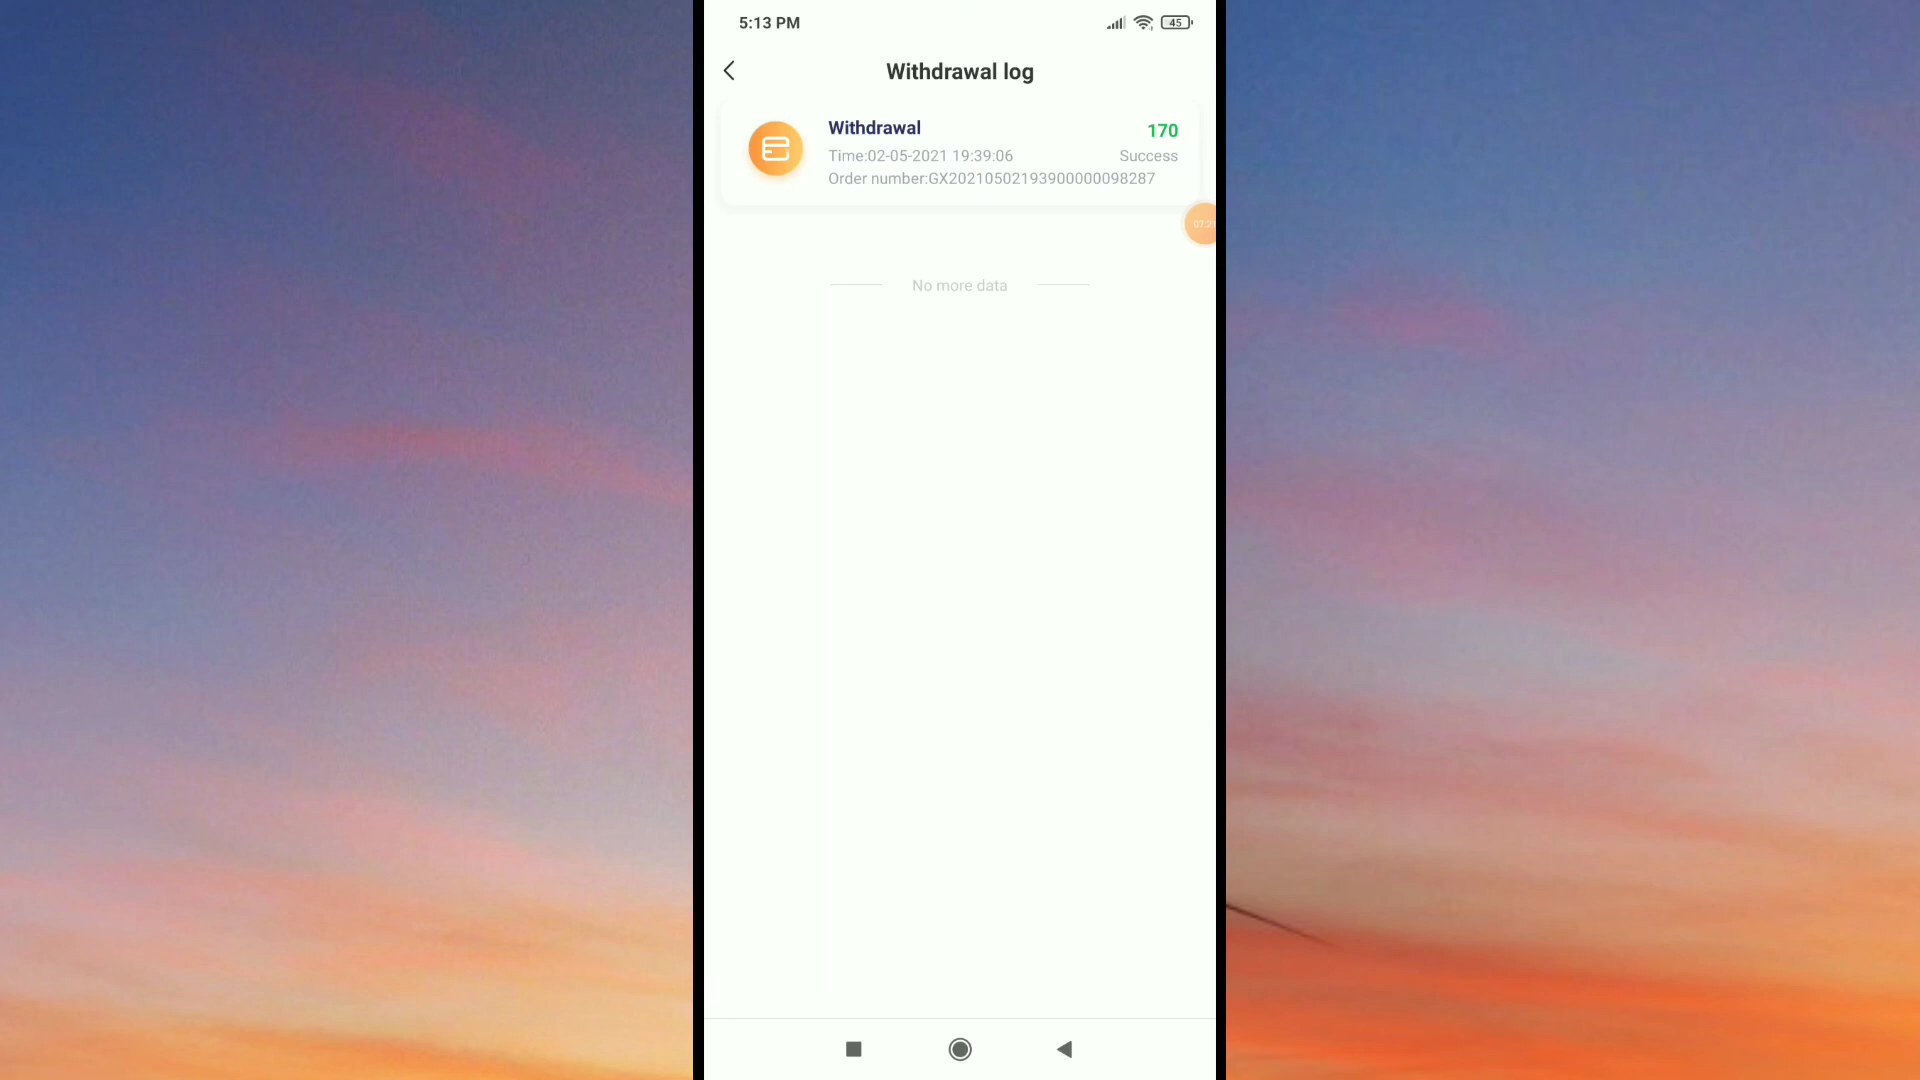 5:13 PM
45
Withdrawal log
Withdrawal
170
Time:02-05-2021 19:39:06
Success
Order number:GX20210502193900000098287
No more data